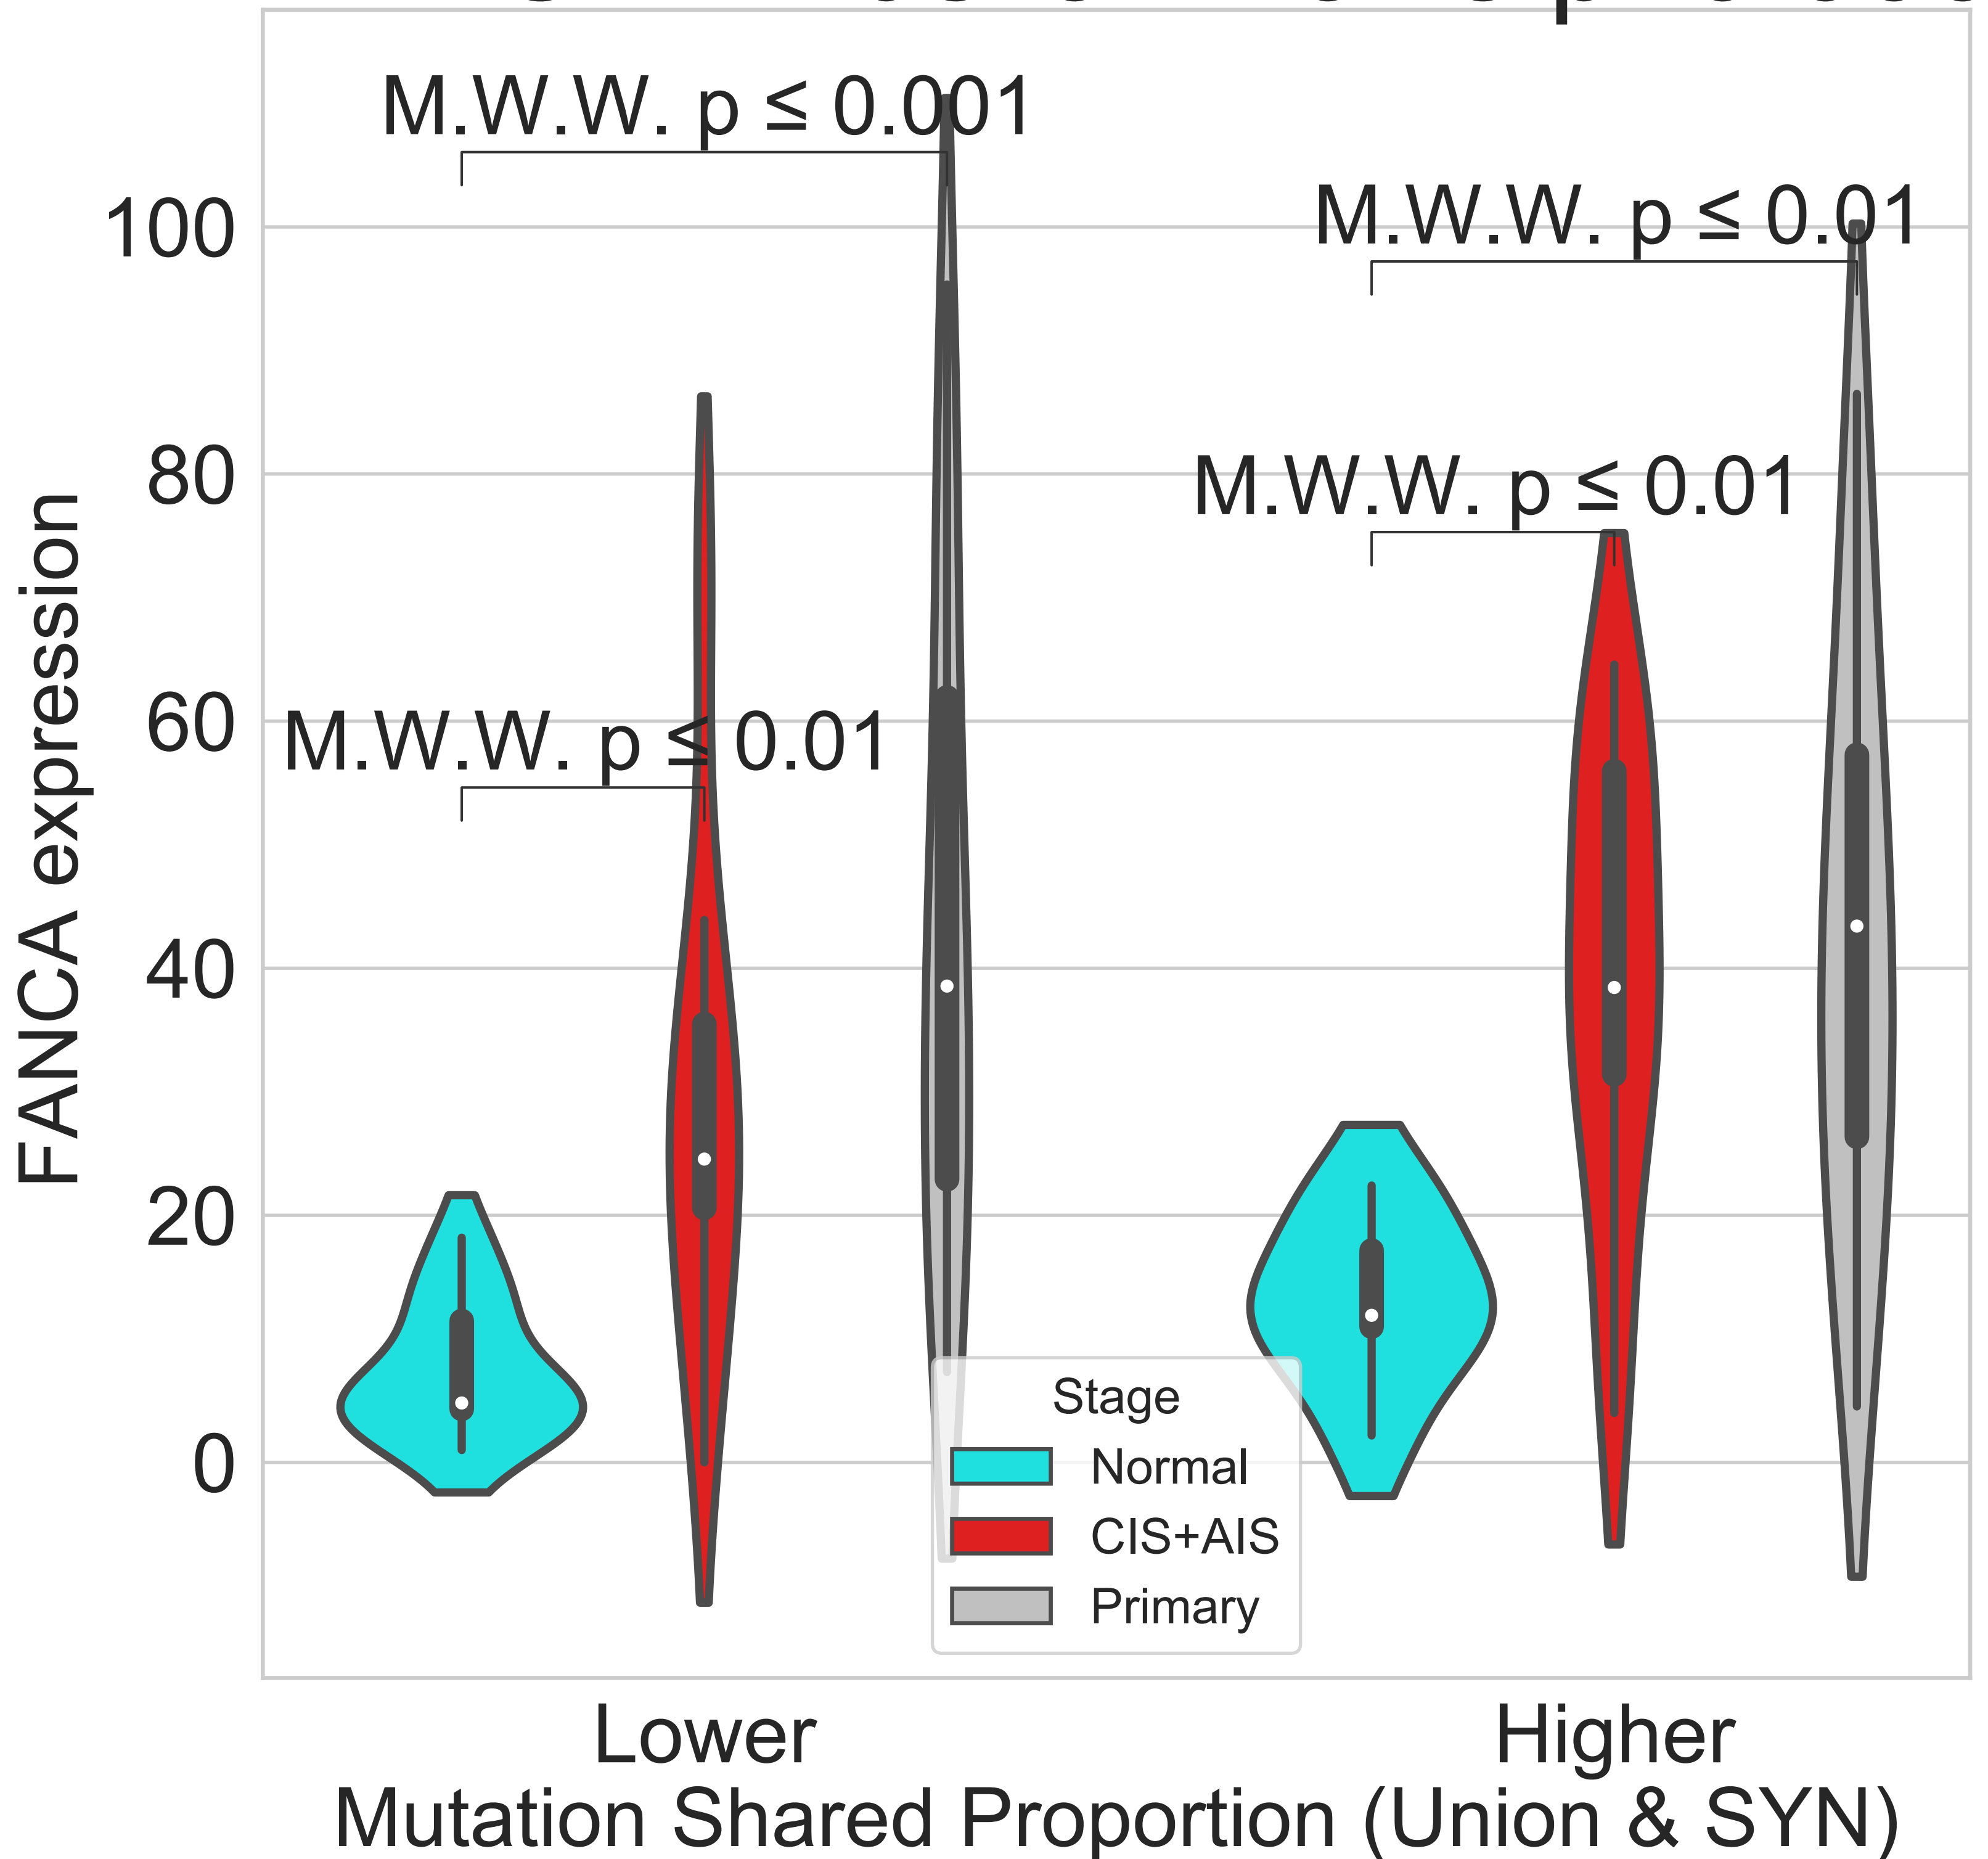 M.W.W. p ≤ 0.001
M.W.W. p ≤ 0.01
M.W.W. p ≤ 0.01
M.W.W. p ≤ 0.01
FANCA expression
100
80
60
40
20
0
Stage
Normal
CIS+AIS
Primary
Lower
Higher
Mutation Shared Proportion (Union & SYN)